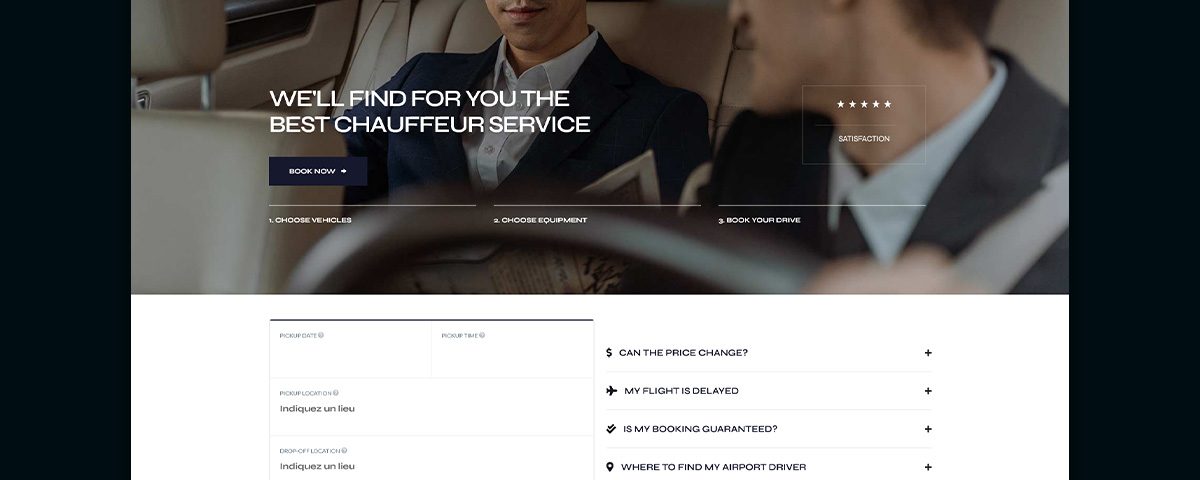 WE'LL FIND FOR YOU THE
BEST CHAUFFEUR SERVICE
SATISFACTION
BOOK NOW
1. CHOOSE VEHICLES
2. CHOOSE EQUIPMENT
3. BOOK YOUR DRIVE
PICKUP DATE
PICKUP TIME
PICKUP LOCATION
Indiquez un lieu
DROP-OFF LOCATION
Indiquez un lieu
CAN THE PRICE CHANGE?
MY FLIGHT IS DELAYED
IS MY BOOKING GUARANTEED?
WHERE TO FIND MY AIRPORT DRIVER